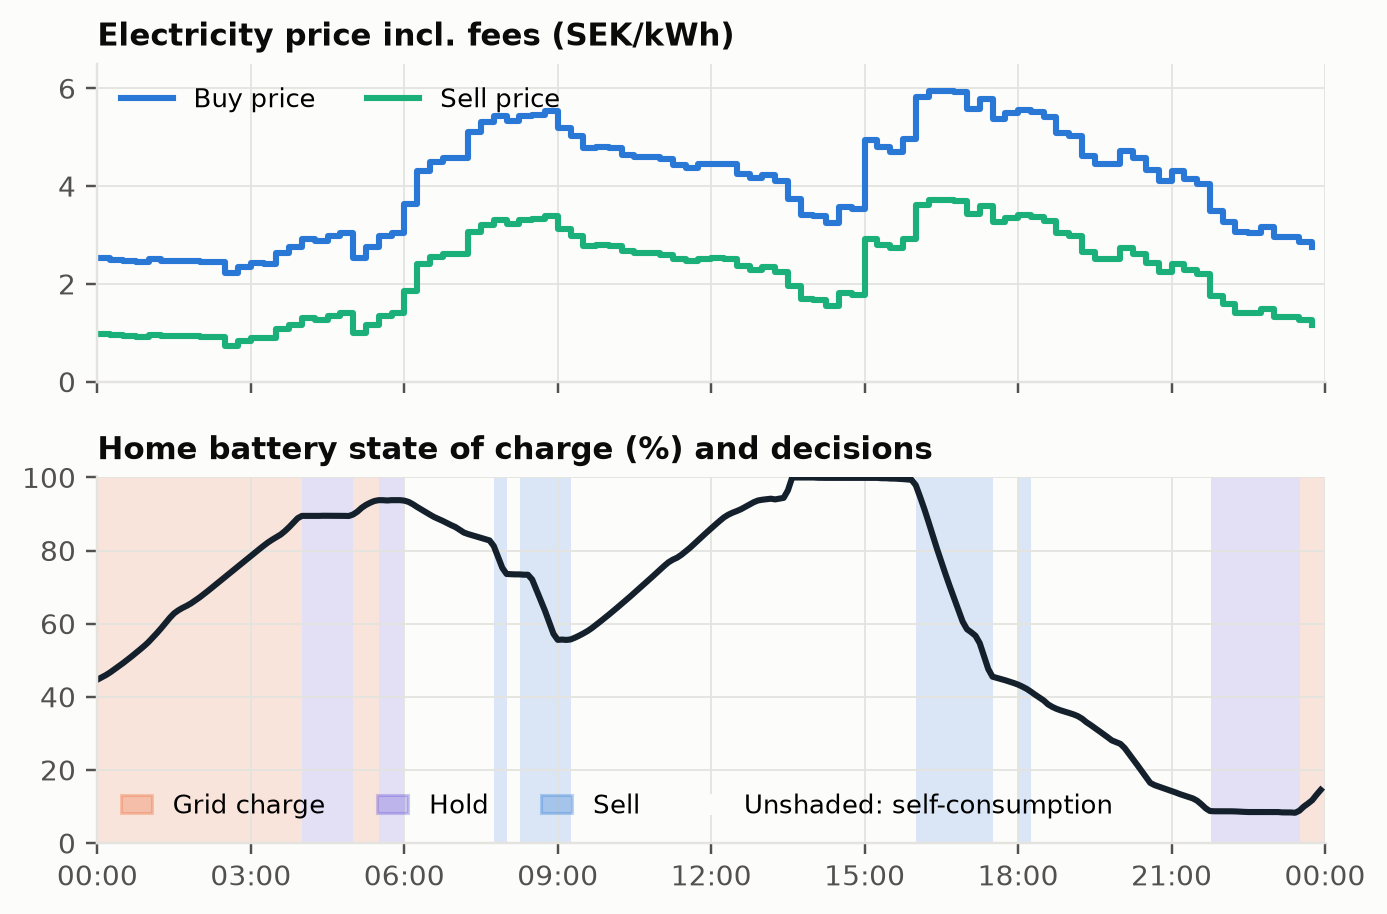 Electricity price incl. fees (SEK/kWh)
Buy price Sell price
6
4
2
0
Home battery state of charge (%) and decisions
100
80
60
40
20
0
Grid charge Hold Sell Unshaded: self-consumption
00:00 03:00 06:00 09:00 12:00 15:00 18:00 21:00 00:00